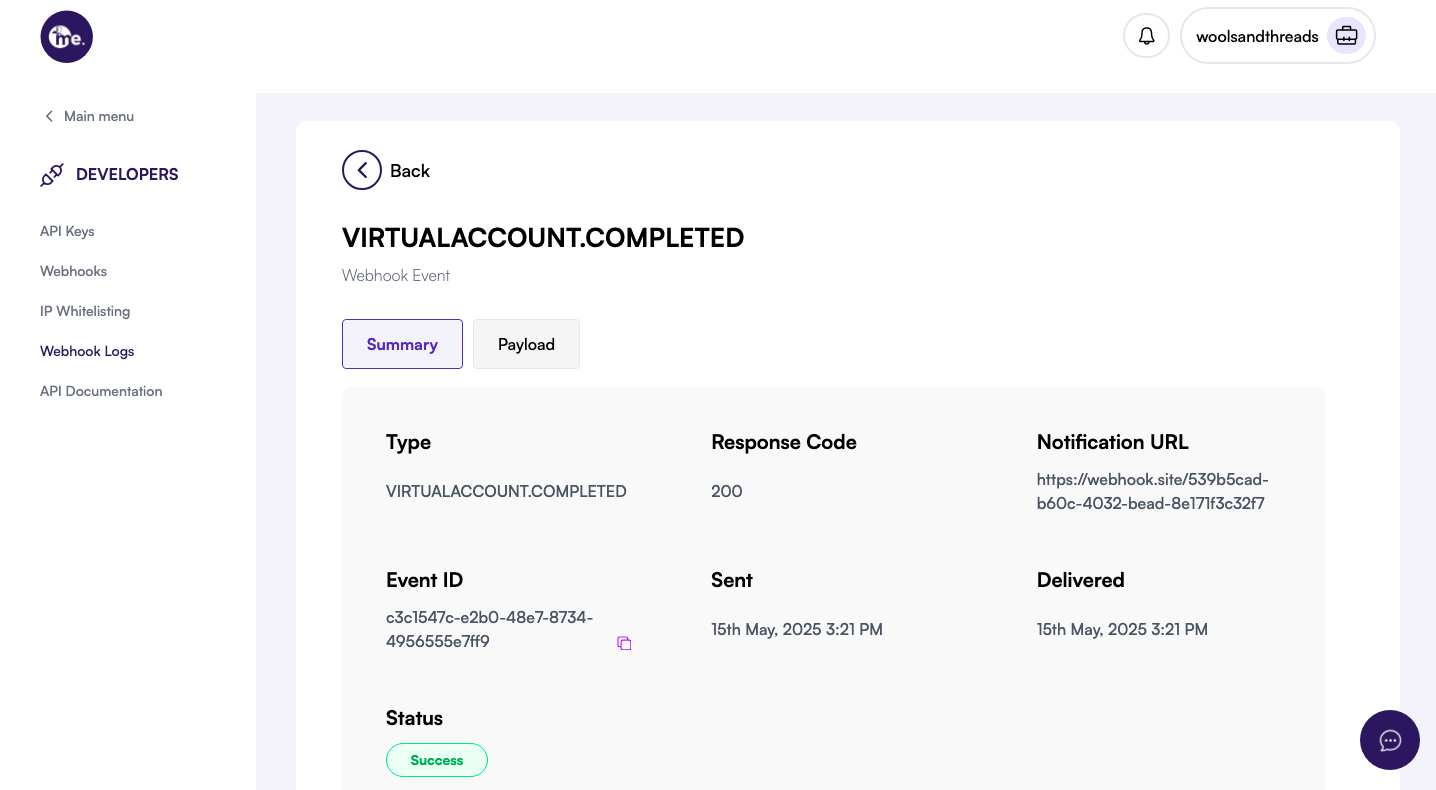 me.
woolsandthreads
Main menu
DEVELOPERS
API Keys
Webhooks
IP Whitelisting
Webhook Logs
API Documentation
Back
VIRTUALACCOUNT.COMPLETED
Webhook Event
Summary
Payload
Type
VIRTUALACCOUNT.COMPLETED
Response Code
200
Notification URL
https://webhook.site/539b5cad-
b60c-4032-bead-8e171f3c32f7
Event ID
c3c1547c-e2b0-48e7-8734-
4956555e7ff9
Sent
15th May, 2025 3:21 PM
Delivered
15th May, 2025 3:21 PM
Status
Success